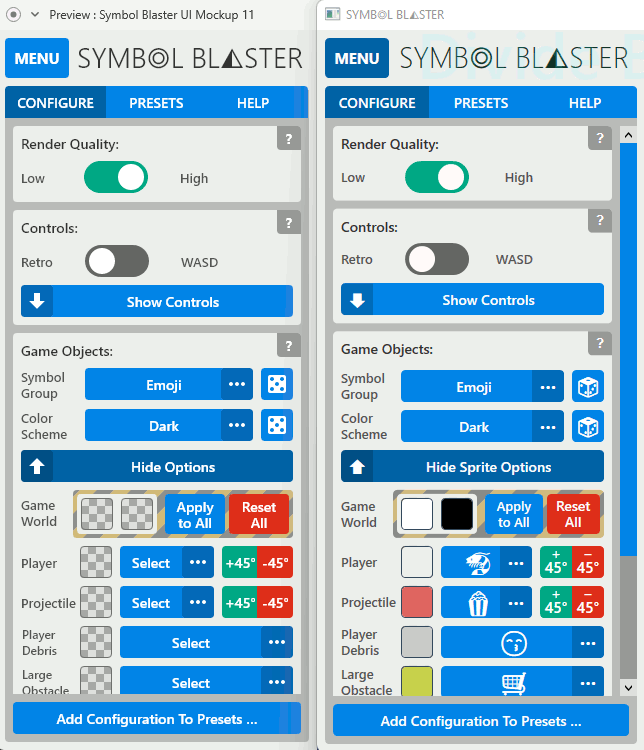 Preview : Symbol Blaster UI Mockup 11
MENU
SYMBOL BLASTER
CONFIGURE PRESETS HELP
Render Quality: ?
Low High
Controls: ?
Retro WASD
Show Controls
Game Objects: ?
Symbol
Group
Emoji ...
Color
Scheme
Dark ...
Hide Options
Game
World
Apply
to All
Reset
All
Player Select ... +45° -45°
Projectile Select ... +45° -45°
Player
Debris
Select ...
Large
Obstacle
Select ...
Add Configuration To Presets ...
SYMBOL BLASTER
MENU
SYMBOL BLASTER
CONFIGURE PRESETS HELP
Render Quality: ?
Low High
Controls: ?
Retro WASD
Show Controls
Game Objects: ?
Symbol
Group
Emoji ...
Color
Scheme
Dark ...
Hide Sprite Options
Game
World
Apply
to All
Reset
All
Player ... +
45° −
45°
Projectile ... +
45° −
45°
Player
Debris
...
Large
Obstacle
...
Add Configuration To Presets ...